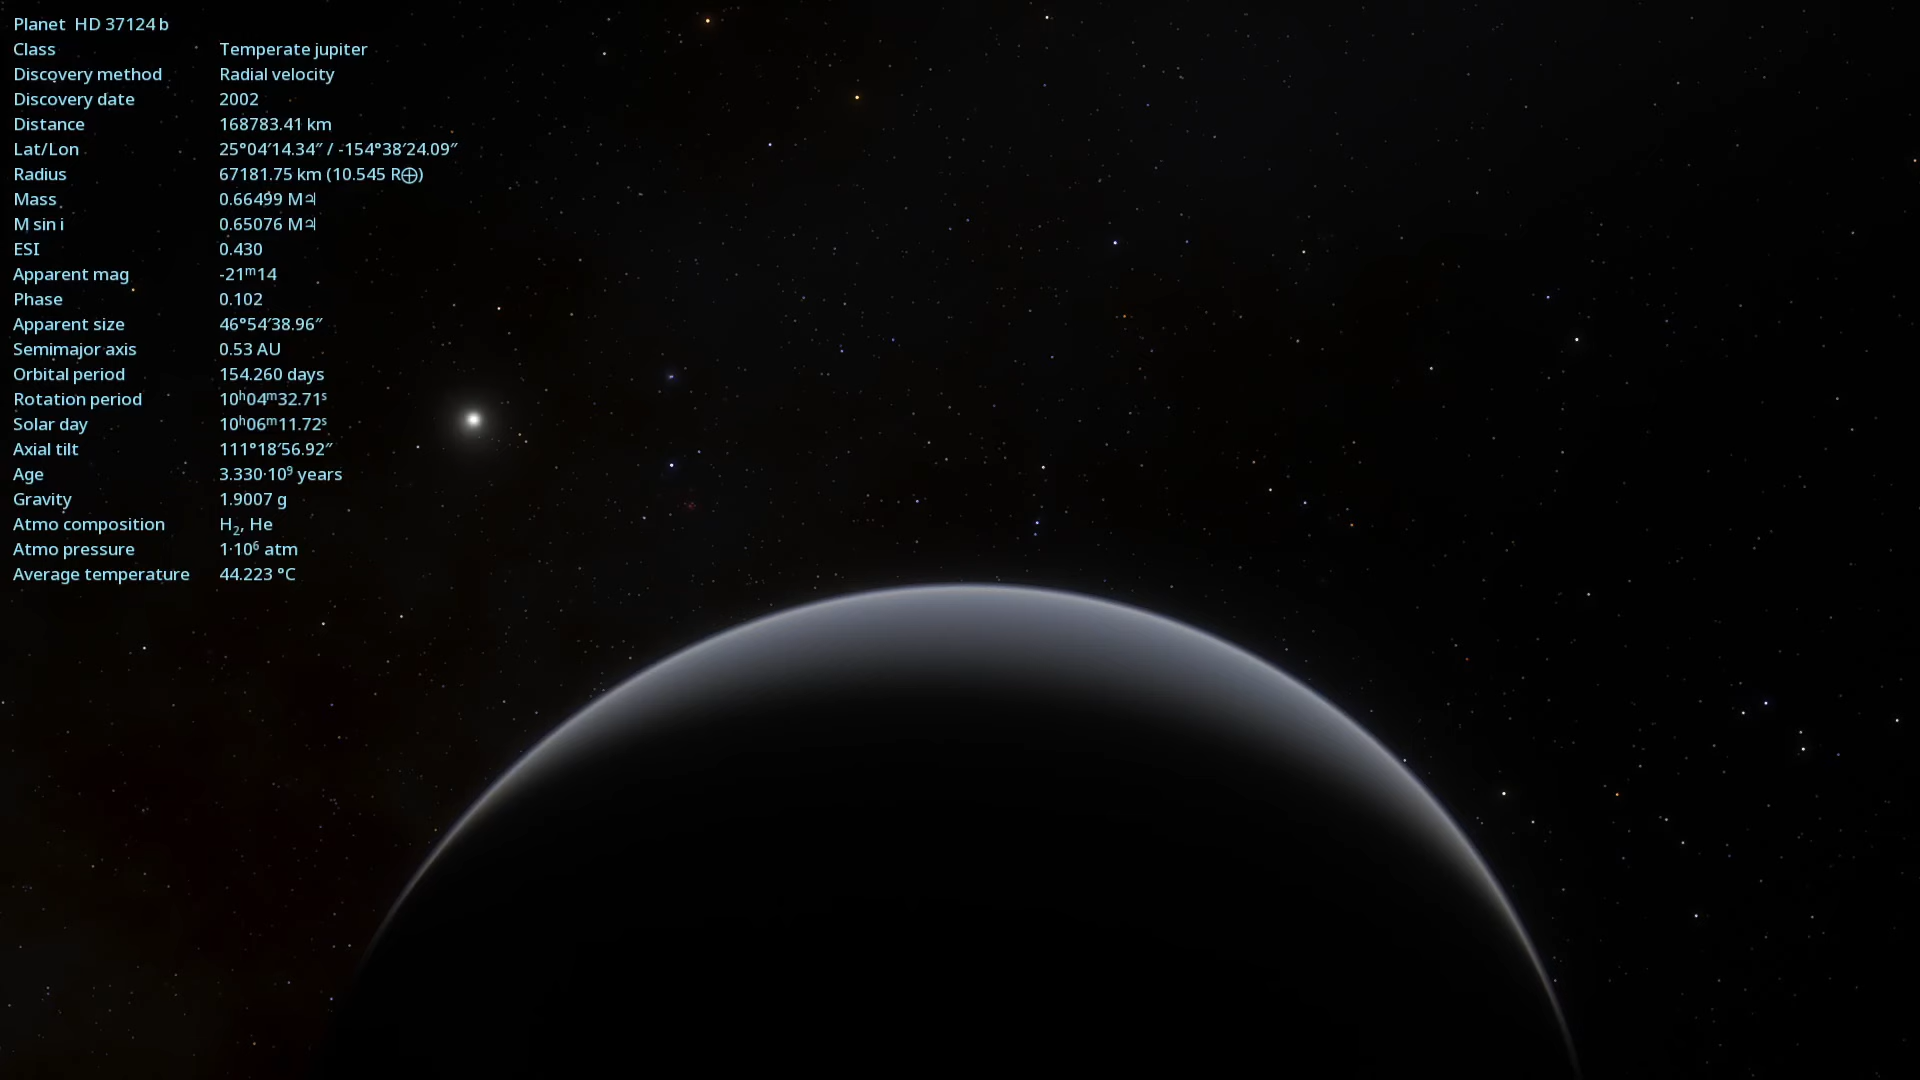 Planet HD 37124 b
Class Temperate jupiter
Discovery method Radial velocity
Discovery date 2002
Distance 168783.41 km
Lat/Lon 25°04′14.34″ / -154°38′24.09″
Radius 67181.75 km (10.545 R⊕)
Mass 0.66499 M♃
M sin i 0.65076 M♃
ESI 0.430
Apparent mag -21ᵐ14
Phase 0.102
Apparent size 46°54′38.96″
Semimajor axis 0.53 AU
Orbital period 154.260 days
Rotation period 10ʰ04ᵐ32.71ˢ
Solar day 10ʰ06ᵐ11.72ˢ
Axial tilt 111°18′56.92″
Age 3.330·10⁹ years
Gravity 1.9007 g
Atmo composition H₂, He
Atmo pressure 1·10⁶ atm
Average temperature 44.223 °C